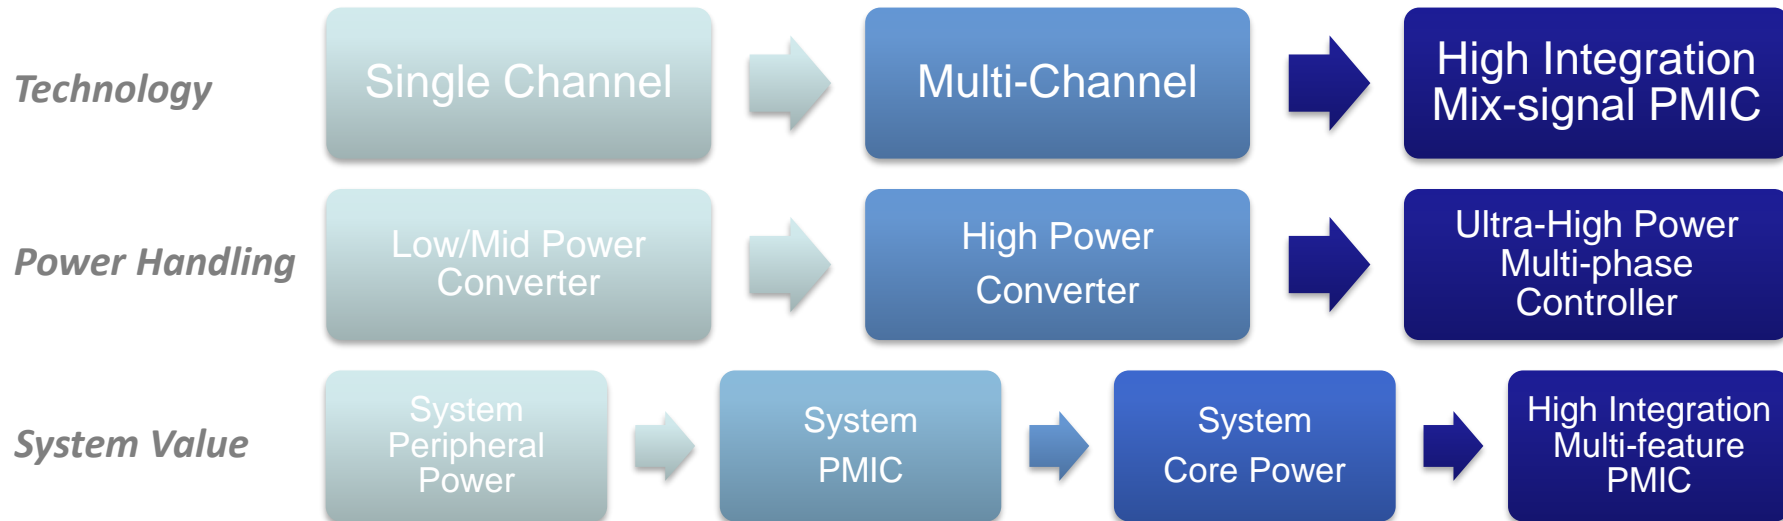 Technology
Single Channel
Multi-Channel
High Integration
Mix-signal PMIC
Power Handling
Low/Mid Power
Converter
High Power
Converter
Ultra-High Power
Multi-phase
Controller
System Value
System
Peripheral
Power
System
PMIC
System
Core Power
High Integration
Multi-feature
PMIC